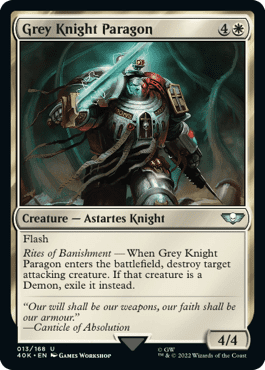 Grey Knight Paragon 4
Creature — Astartes Knight
Flash
Rites of Banishment — When Grey Knight
Paragon enters the battlefield, destroy target
attacking creature. If that creature is a
Demon, exile it instead.
“Our will shall be our weapons, our faith shall be
our armour.”
—Canticle of Absolution
4/4
013/168 U
40K • EN Games Workshop
© GW
™ & © 2022 Wizards of the Coast